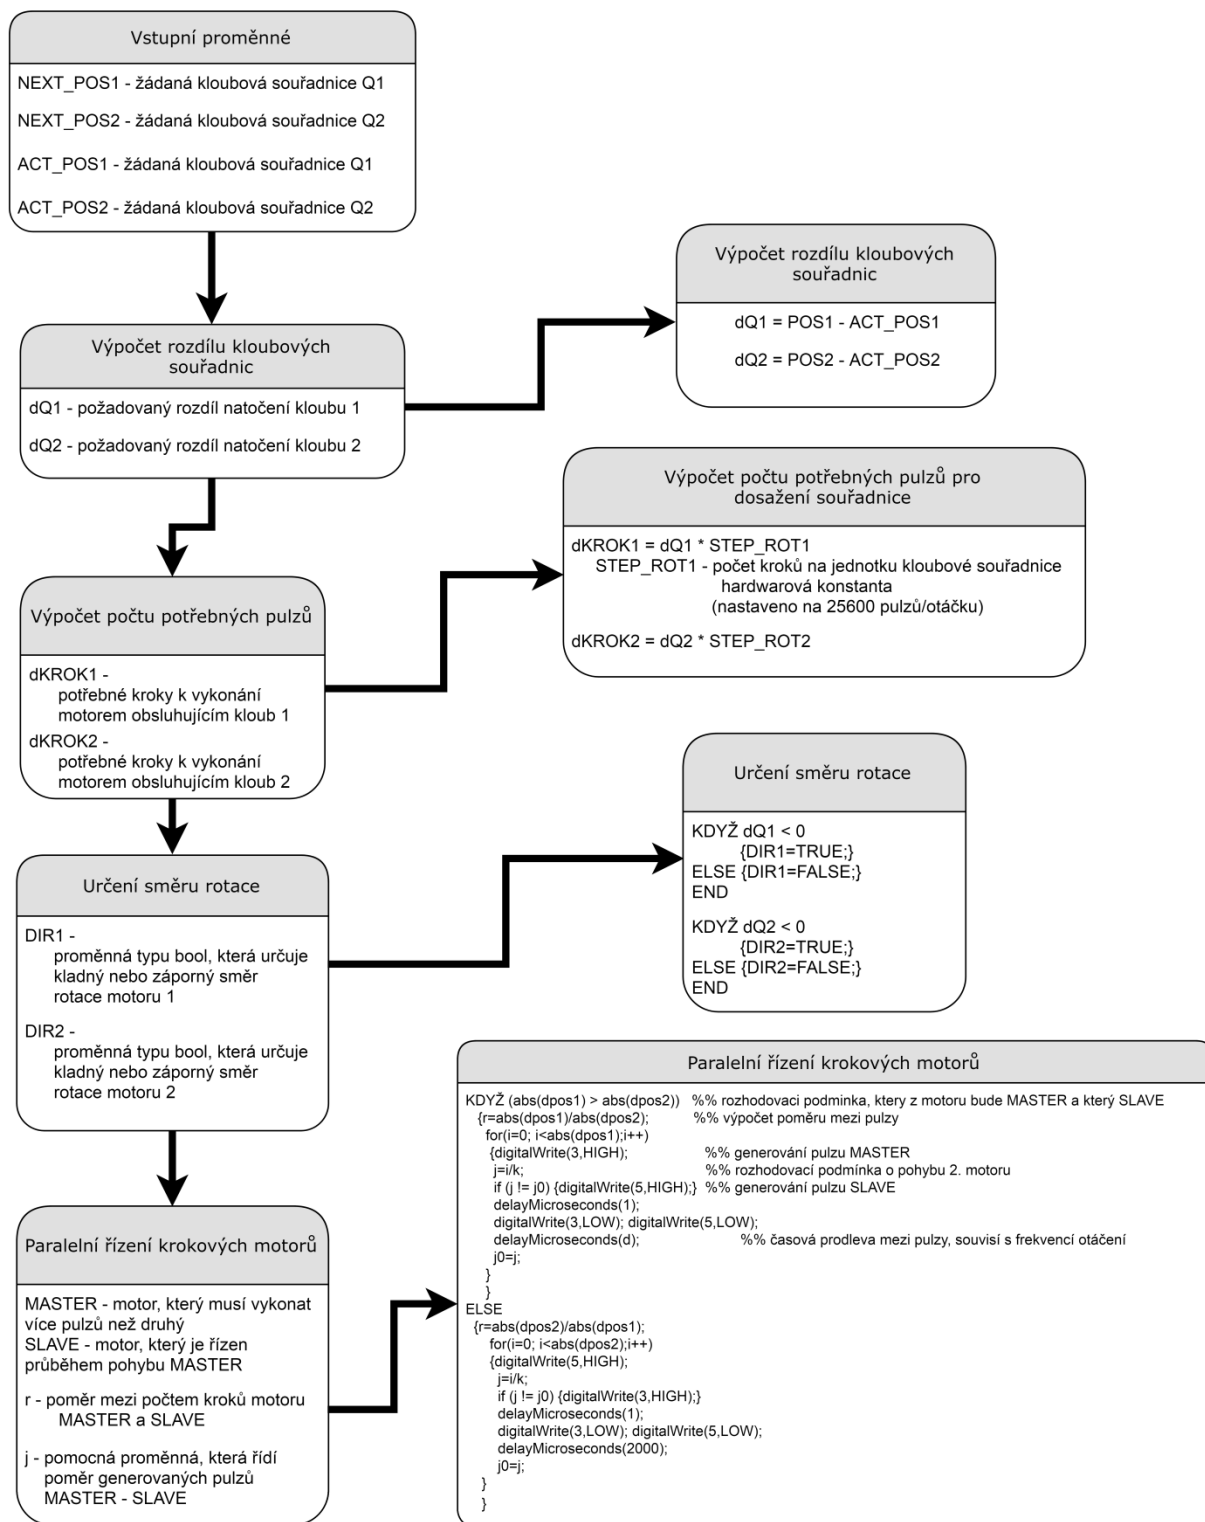 Vstupní proměnné
NEXT_POS1 - žádaná kloubová souřadnice Q1
NEXT_POS2 - žádaná kloubová souřadnice Q2
ACT_POS1 - žádaná kloubová souřadnice Q1
ACT_POS2 - žádaná kloubová souřadnice Q2
Výpočet rozdílu kloubových
souřadnic
dQ1 - požadovaný rozdíl natočení kloubu 1
dQ2 - požadovaný rozdíl natočení kloubu 2
Výpočet rozdílu kloubových
souřadnic
dQ1 = POS1 - ACT_POS1
dQ2 = POS2 - ACT_POS2
Výpočet počtu potřebných pulzů
dKROK1 -
potřebné kroky k vykonání
motorem obsluhujícím kloub 1
dKROK2 -
potřebné kroky k vykonání
motorem obsluhujícím kloub 2
Výpočet počtu potřebných pulzů pro
dosažení souřadnice
dKROK1 = dQ1 * STEP_ROT1
STEP_ROT1 - počet kroků na jednotku kloubové souřadnice
hardwarová konstanta
(nastaveno na 25600 pulzů/otáčku)
dKROK2 = dQ2 * STEP_ROT2
Určení směru rotace
DIR1 -
proměnná typu bool, která určuje
kladný nebo záporný směr
rotace motoru 1
DIR2 -
proměnná typu bool, která určuje
kladný nebo záporný směr
rotace motoru 2
Určení směru rotace
KDYŽ dQ1 < 0
{DIR1=TRUE;}
ELSE {DIR1=FALSE;}
END
KDYŽ dQ2 < 0
{DIR2=TRUE;}
ELSE {DIR2=FALSE;}
END
Paralelní řízení krokových motorů
MASTER - motor, který musí vykonat
více pulzů než druhý
SLAVE - motor, který je řízen
průběhem pohybu MASTER
r - poměr mezi počtem kroků motoru
MASTER a SLAVE
j - pomocná proměnná, která řídí
poměr generovaných pulzů
MASTER - SLAVE
Paralelní řízení krokových motorů
KDYŽ (abs(dpos1) > abs(dpos2)) %% rozhodovaci podminka, ktery z motoru bude MASTER a který SLAVE
{r=abs(dpos1)/abs(dpos2); %% výpočet poměru mezi pulzy
for(i=0; i<abs(dpos1);i++)
{digitalWrite(3,HIGH); %% generování pulzu MASTER
j=i/k; %% rozhodovací podmínka o pohybu 2. motoru
if (j != j0) {digitalWrite(5,HIGH);} %% generování pulzu SLAVE
delayMicroseconds(1);
digitalWrite(3,LOW); digitalWrite(5,LOW);
delayMicroseconds(d); %% časová prodleva mezi pulzy, souvisí s frekvencí otáčení
j0=j;
}
}
ELSE
{r=abs(dpos2)/abs(dpos1);
for(i=0; i<abs(dpos2);i++)
{digitalWrite(5,HIGH);
j=i/k;
if (j != j0) {digitalWrite(3,HIGH);}
delayMicroseconds(1);
digitalWrite(3,LOW); digitalWrite(5,LOW);
delayMicroseconds(2000);
j0=j;
}
}